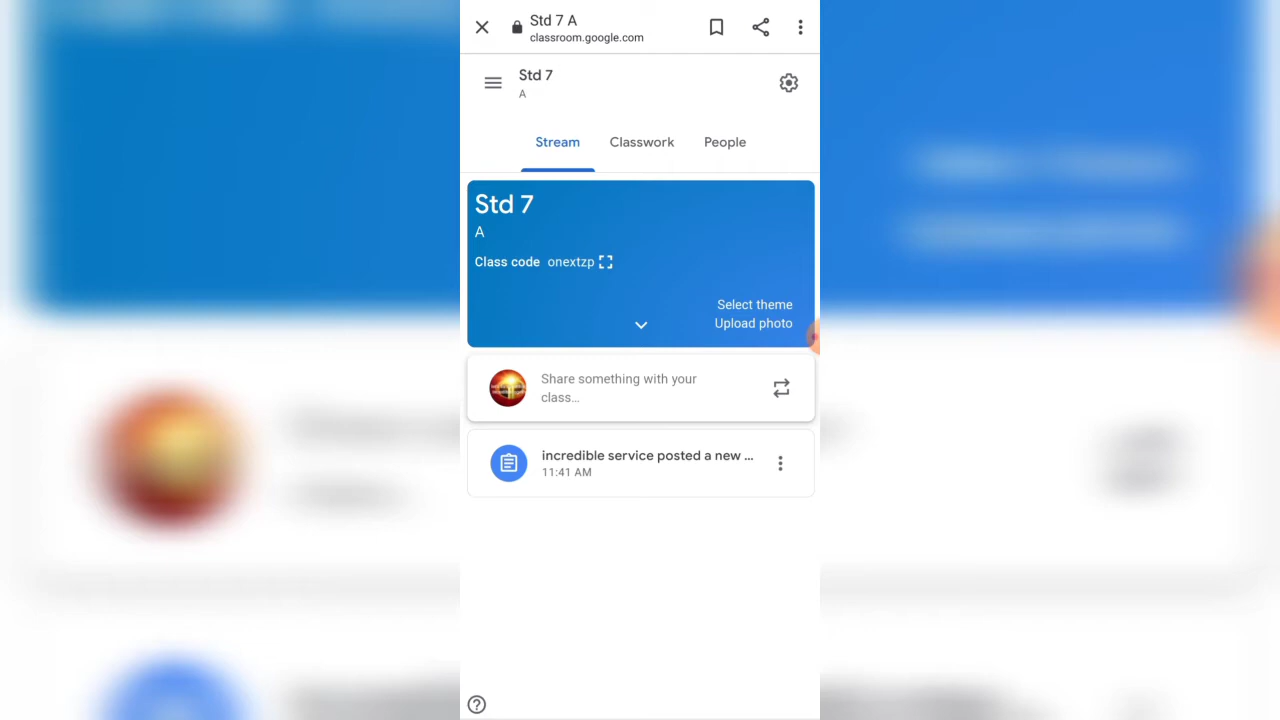 Std 7 A
classroom.google.com
Std 7
A
Stream Classwork People
Std 7
A
Class code onextzp
Select theme
Upload photo
Share something with your
class...
incredible service posted a new ...
11:41 AM